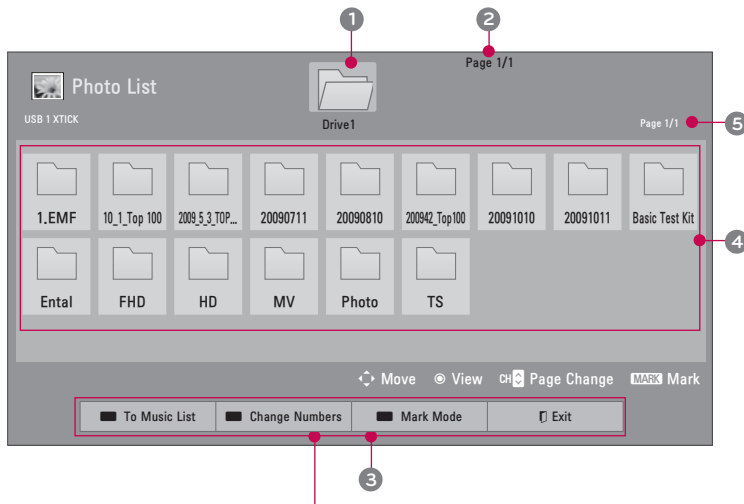 1
2
Page 1/1
Photo List
USB 1 XTICK
Drive1
Page 1/1
5
1.EMF
10_1_Top 100
2009_5_3_TOP...
20090711
20090810
200942_Top100
20091010
20091011
Basic Test Kit
4
Ental
FHD
HD
MV
Photo
TS
Move
View
CH Page Change
MARK Mark
To Music List
Change Numbers
Mark Mode
Exit
3